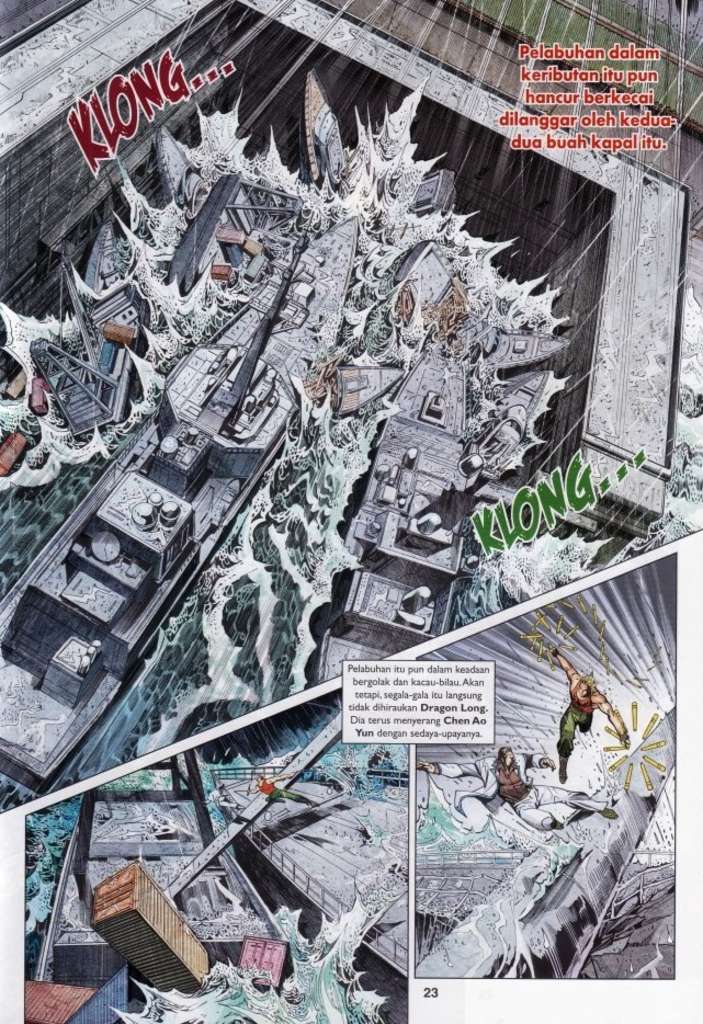 KLONG...
Pelabuhan dalam
keributan itu pun
hancur berkecai
dilanggar oleh kedua-
dua buah kapal itu.
KLONG...
Pelabuhan itu pun dalam keadaan
bergolak dan kacau-bilau. Akan
tetapi, segala-gala itu langsung
tidak dihiraukan Dragon Long.
Dia terus menyerang Chen Ao
Yun dengan sedaya-upayanya.
23